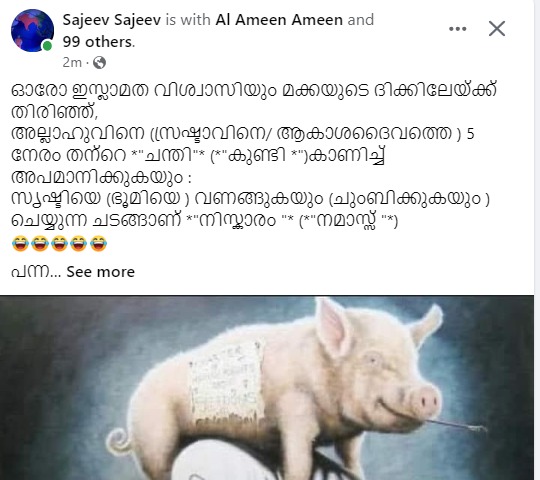 Sajeev Sajeev is with Al Ameen Ameen and
99 others.
2m ·
ഓരോ ഇസ്ലാമത വിശ്വാസിയും മക്കയുടെ ദിക്കിലേയ്ക്ക്
തിരിഞ്ഞ്,
അല്ലാഹുവിനെ (സ്രഷ്ടാവിനെ/ ആകാശദൈവത്തെ ) 5
നേരം തന്റെ *"ചന്തി"* (*"കുണ്ടി *")കാണിച്ച്
അപമാനിക്കുകയും :
സൃഷ്ടിയെ (ഭൂമിയെ ) വണങ്ങുകയും (ചുംബിക്കുകയും )
ചെയ്യുന്ന ചടങ്ങാണ് *"നിസ്കാരം "* (*"നമാസ്സ് "*)
😂😂😂😂😂
പന്ന... See more